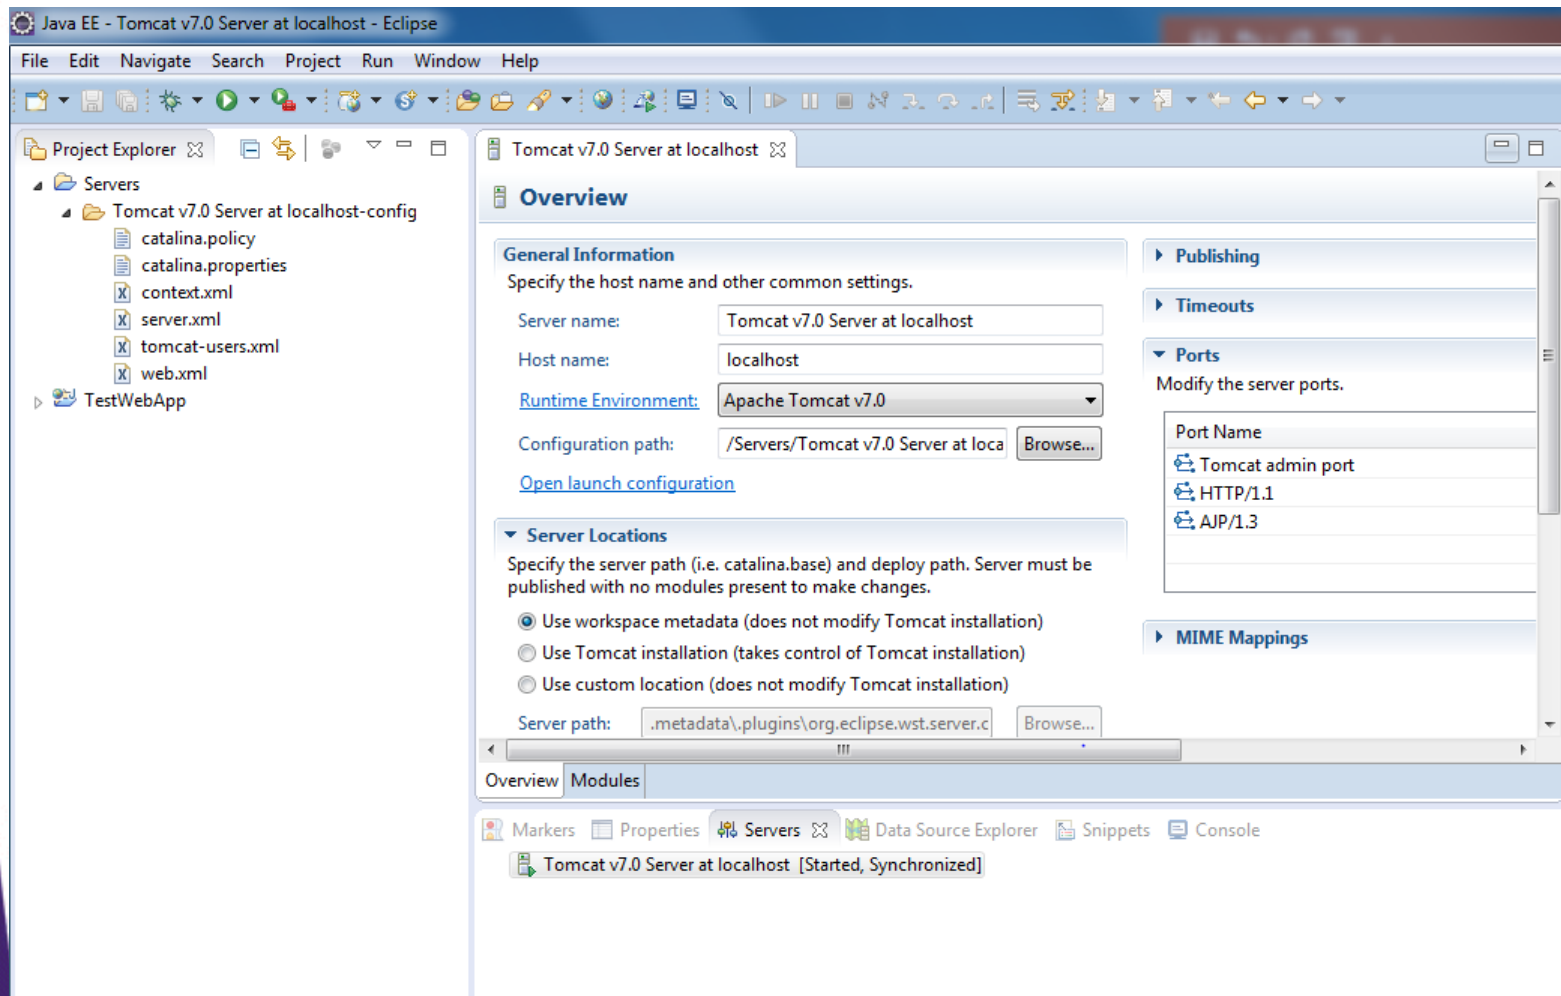 Java EE - Tomcat v7.0 Server at localhost - Eclipse
File Edit Navigate Search Project Run Window Help
Project Explorer
Servers
Tomcat v7.0 Server at localhost-config
catalina.policy
catalina.properties
context.xml
server.xml
tomcat-users.xml
web.xml
TestWebApp
Tomcat v7.0 Server at localhost
Overview
General Information
Specify the host name and other common settings.
Server name: Tomcat v7.0 Server at localhost
Host name: localhost
Runtime Environment: Apache Tomcat v7.0
Configuration path: /Servers/Tomcat v7.0 Server at loca Browse...
Open launch configuration
Server Locations
Specify the server path (i.e. catalina.base) and deploy path. Server must be
published with no modules present to make changes.
Use workspace metadata (does not modify Tomcat installation)
Use Tomcat installation (takes control of Tomcat installation)
Use custom location (does not modify Tomcat installation)
Server path: .metadata\.plugins\org.eclipse.wst.server.c Browse...
Publishing
Timeouts
Ports
Modify the server ports.
Port Name
Tomcat admin port
HTTP/1.1
AJP/1.3
MIME Mappings
Overview Modules
Markers Properties Servers Data Source Explorer Snippets Console
Tomcat v7.0 Server at localhost [Started, Synchronized]